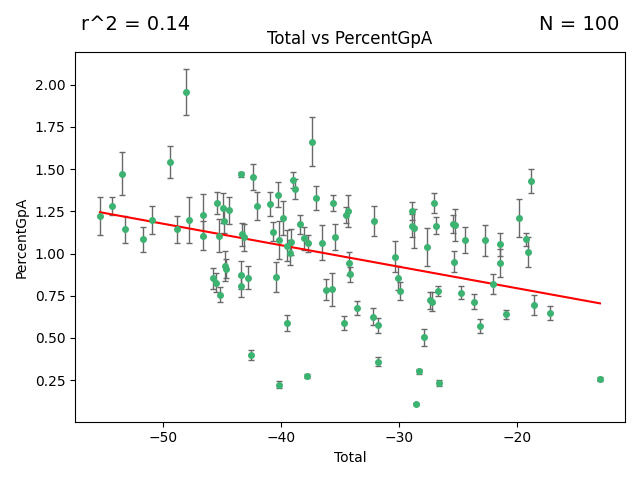 r^2 = 0.14
N = 100
Total vs PercentGpA
PercentGpA
2.00
1.75
1.50
1.25
1.00
0.75
0.50
0.25
−50
−40
−30
−20
Total